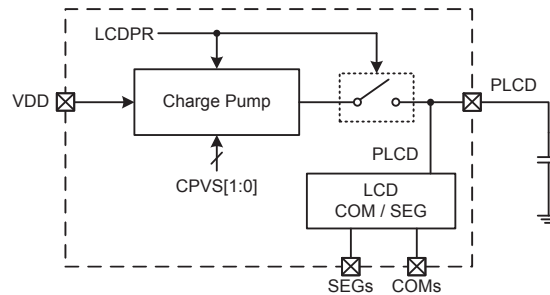 LCDPR
PLCD
VDD
Charge Pump
PLCD
CPVS[1:0]
LCD
COM / SEG
SEGs
COMs